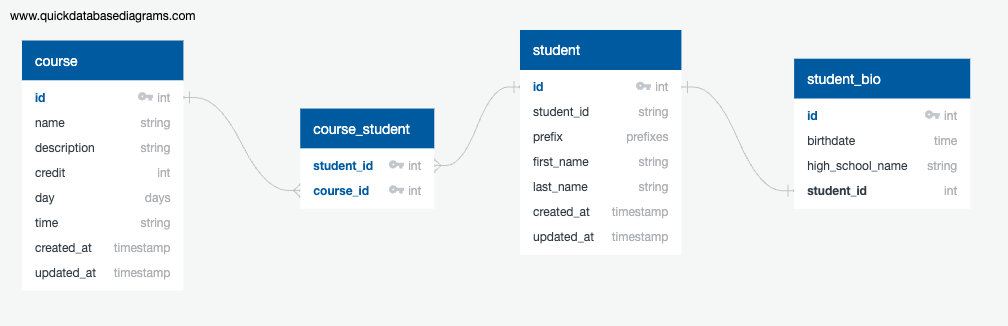 www.quickdatabasediagrams.com
course
id int
name string
description string
credit int
day days
time string
created_at timestamp
updated_at timestamp
course_student
student_id int
course_id int
student
id int
student_id string
prefix prefixes
first_name string
last_name string
created_at timestamp
updated_at timestamp
student_bio
id int
birthdate time
high_school_name string
student_id int